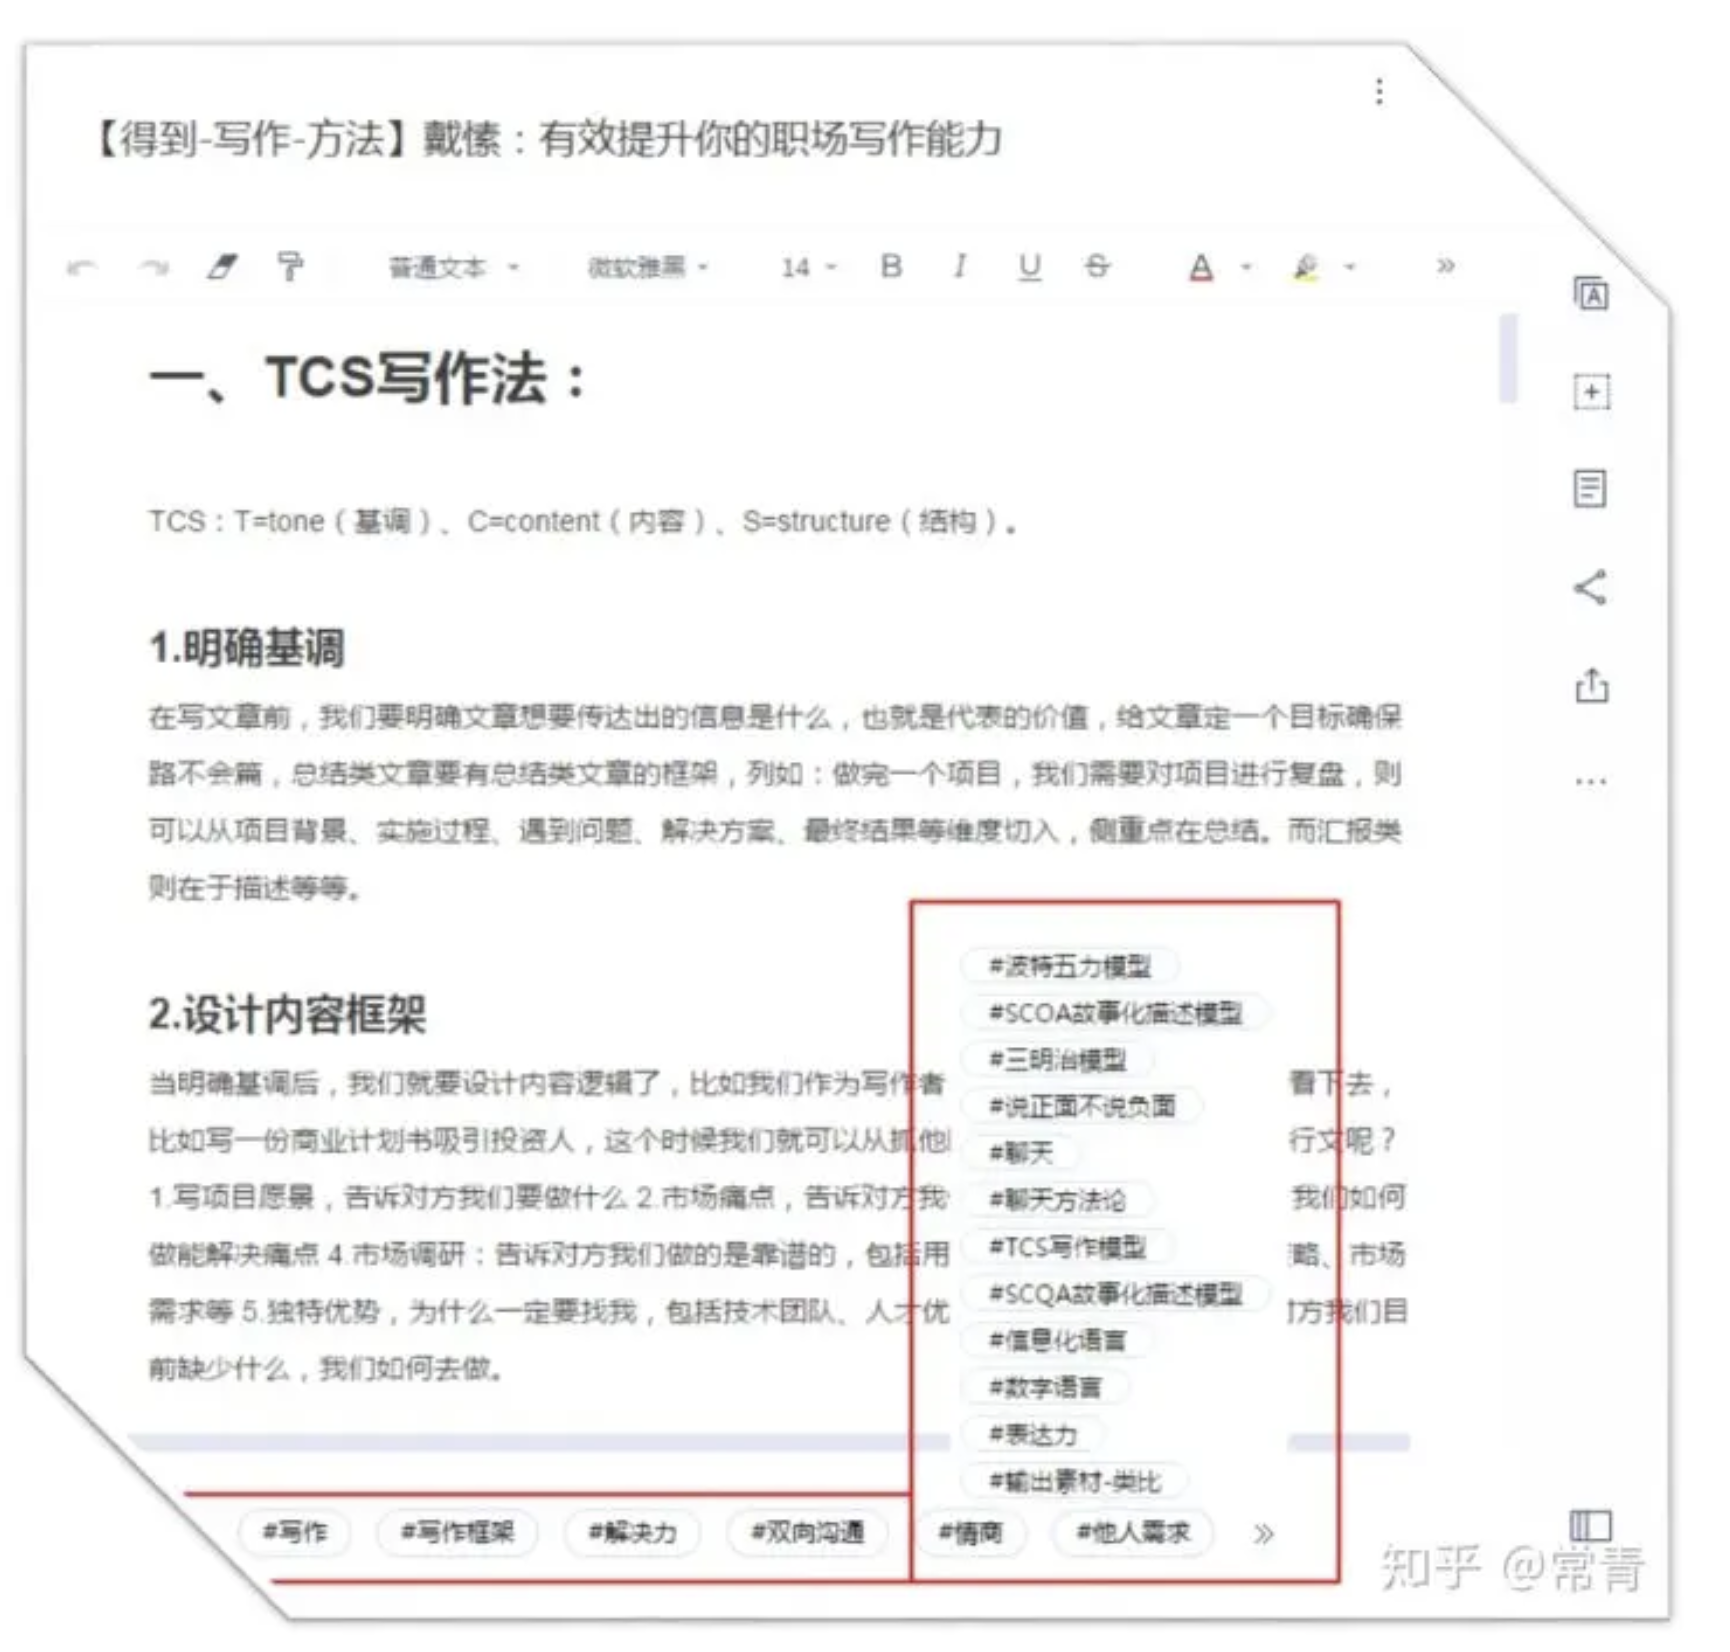 【得到-写作-方法】戴愫：有效提升你的职场写作能力
普通文本 微软雅黑 14 B I U S A
一、TCS写作法：
TCS：T=tone（基调）、C=content（内容）、S=structure（结构）。
1.明确基调
在写文章前，我们要明确文章想要传达出的信息是什么，也就是代表的价值，给文章定一个目标确保
路不会篇，总结类文章要有总结类文章的框架，列如：做完一个项目，我们需要对项目进行复盘，则
可以从项目背景、实施过程、遇到问题、解决方案、最终结果等维度切入，侧重点在总结。而汇报类
则在于描述等等。
2.设计内容框架
当明确基调后，我们就要设计内容逻辑了，比如我们作为写作者 看下去，
比如写一份商业计划书吸引投资人，这个时候我们就可以从抓他 行文呢？
1.写项目愿景，告诉对方我们要做什么 2.市场痛点，告诉对方我 我们如何
做能解决痛点 4.市场调研：告诉对方我们做的是靠谱的，包括用 略、市场
需求等 5.独特优势，为什么一定要找我，包括技术团队、人才优 方我们目
前缺少什么，我们如何去做。
#波特五力模型
#SCOA故事化描述模型
#三明治模型
#说正面不说负面
#聊天
#聊天方法论
#TCS写作模型
#SCQA故事化描述模型
#信息化语言
#数字语言
#表达力
#输出素材-类比
#写作 #写作框架 #解决力 #双向沟通 #情商 #他人需求
知乎 @常青